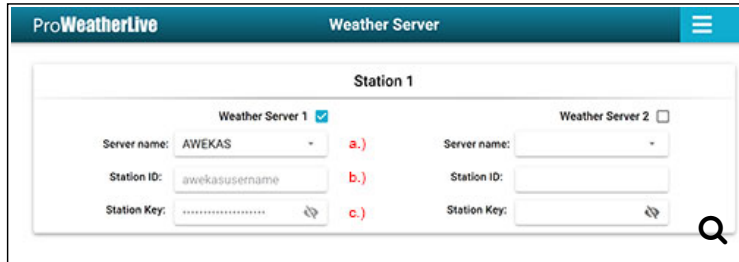 ProWeatherLive Weather Server
Station 1
Weather Server 1 Weather Server 2
Server name: AWEKAS a.) Server name:
Station ID: awekasusername b.) Station ID:
Station Key: •••••••••••••••••••• c.) Station Key: